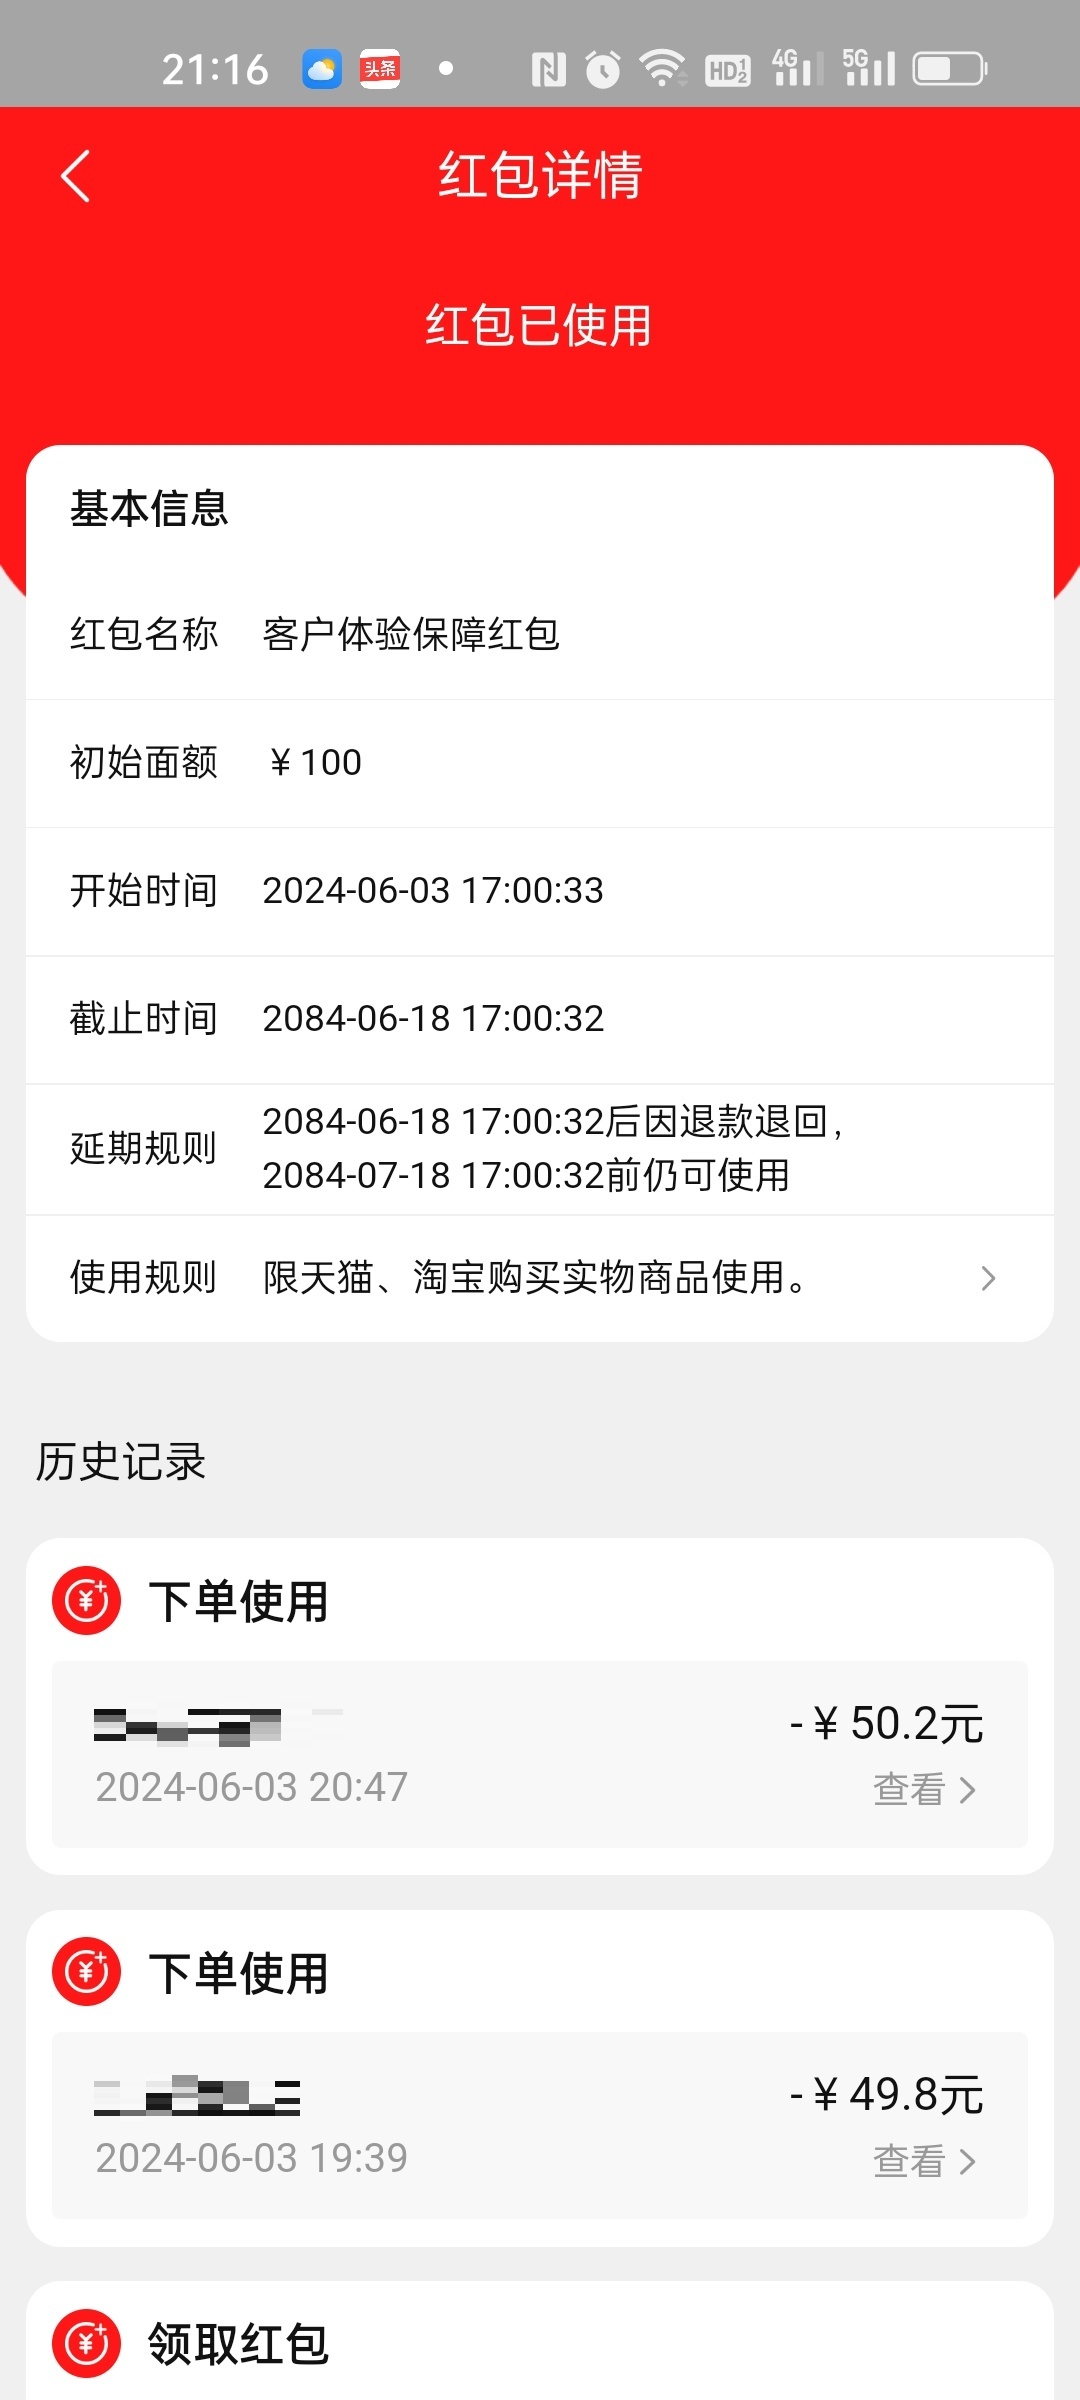 21:16
头条
HD 1 2
4G
5G
红包详情
红包已使用
基本信息
红包名称 客户体验保障红包
初始面额 ¥ 100
开始时间 2024-06-03 17:00:33
截止时间 2084-06-18 17:00:32
延期规则 2084-06-18 17:00:32后因退款退回，
2084-07-18 17:00:32前仍可使用
使用规则 限天猫、淘宝购买实物商品使用。
历史记录
下单使用
- ¥ 50.2元
2024-06-03 20:47 查看
下单使用
- ¥ 49.8元
2024-06-03 19:39 查看
领取红包